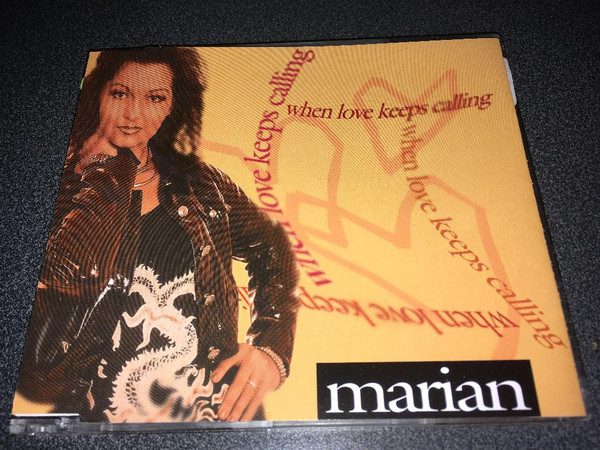 when love keeps calling
when love keeps calling
when love keeps calling
when love keep
when love keeps calling
marian